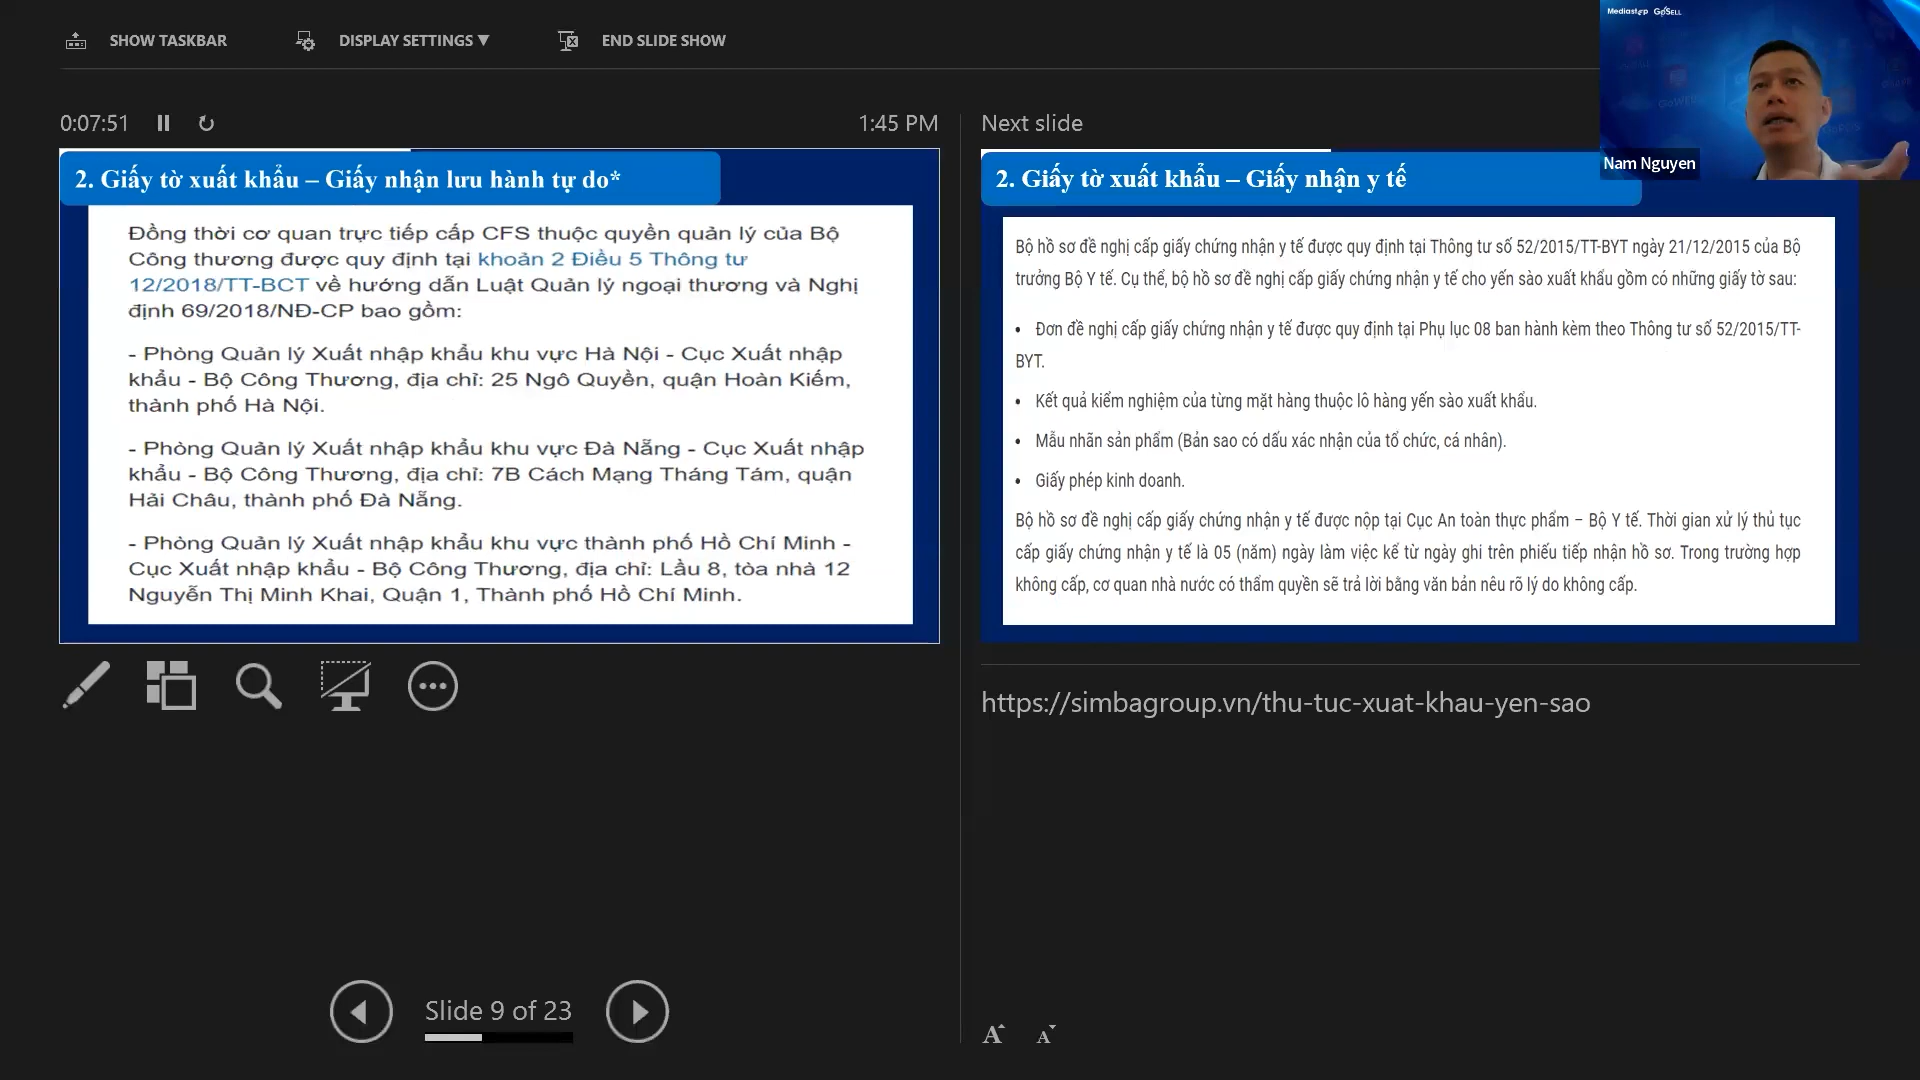 SHOW TASKBAR
DISPLAY SETTINGS ▼
END SLIDE SHOW
Mediastep GoSELL
Nam Nguyen
0:07:51
1:45 PM
2. Giấy tờ xuất khẩu – Giấy nhận lưu hành tự do*
Đồng thời cơ quan trực tiếp cấp CFS thuộc quyền quản lý của Bộ
Công thương được quy định tại khoản 2 Điều 5 Thông tư
12/2018/TT-BCT về hướng dẫn Luật Quản lý ngoại thương và Nghị
định 69/2018/NĐ-CP bao gồm:
- Phòng Quản lý Xuất nhập khẩu khu vực Hà Nội - Cục Xuất nhập
khẩu - Bộ Công Thương, địa chỉ: 25 Ngô Quyền, quận Hoàn Kiếm,
thành phố Hà Nội.
- Phòng Quản lý Xuất nhập khẩu khu vực Đà Nẵng - Cục Xuất nhập
khẩu - Bộ Công Thương, địa chỉ: 7B Cách Mạng Tháng Tám, quận
Hải Châu, thành phố Đà Nẵng.
- Phòng Quản lý Xuất nhập khẩu khu vực thành phố Hồ Chí Minh -
Cục Xuất nhập khẩu - Bộ Công Thương, địa chỉ: Lầu 8, tòa nhà 12
Nguyễn Thị Minh Khai, Quận 1, Thành phố Hồ Chí Minh.
Slide 9 of 23
Next slide
2. Giấy tờ xuất khẩu – Giấy nhận y tế
Bộ hồ sơ đề nghị cấp giấy chứng nhận y tế được quy định tại Thông tư số 52/2015/TT-BYT ngày 21/12/2015 của Bộ
trưởng Bộ Y tế. Cụ thể, bộ hồ sơ đề nghị cấp giấy chứng nhận y tế cho yến sào xuất khẩu gồm có những giấy tờ sau:
• Đơn đề nghị cấp giấy chứng nhận y tế được quy định tại Phụ lục 08 ban hành kèm theo Thông tư số 52/2015/TT-
BYT.
• Kết quả kiểm nghiệm của từng mặt hàng thuộc lô hàng yến sào xuất khẩu.
• Mẫu nhãn sản phẩm (Bản sao có dấu xác nhận của tổ chức, cá nhân).
• Giấy phép kinh doanh.
Bộ hồ sơ đề nghị cấp giấy chứng nhận y tế được nộp tại Cục An toàn thực phẩm – Bộ Y tế. Thời gian xử lý thủ tục
cấp giấy chứng nhận y tế là 05 (năm) ngày làm việc kể từ ngày ghi trên phiếu tiếp nhận hồ sơ. Trong trường hợp
không cấp, cơ quan nhà nước có thẩm quyền sẽ trả lời bằng văn bản nêu rõ lý do không cấp.
https://simbagroup.vn/thu-tuc-xuat-khau-yen-sao
A A